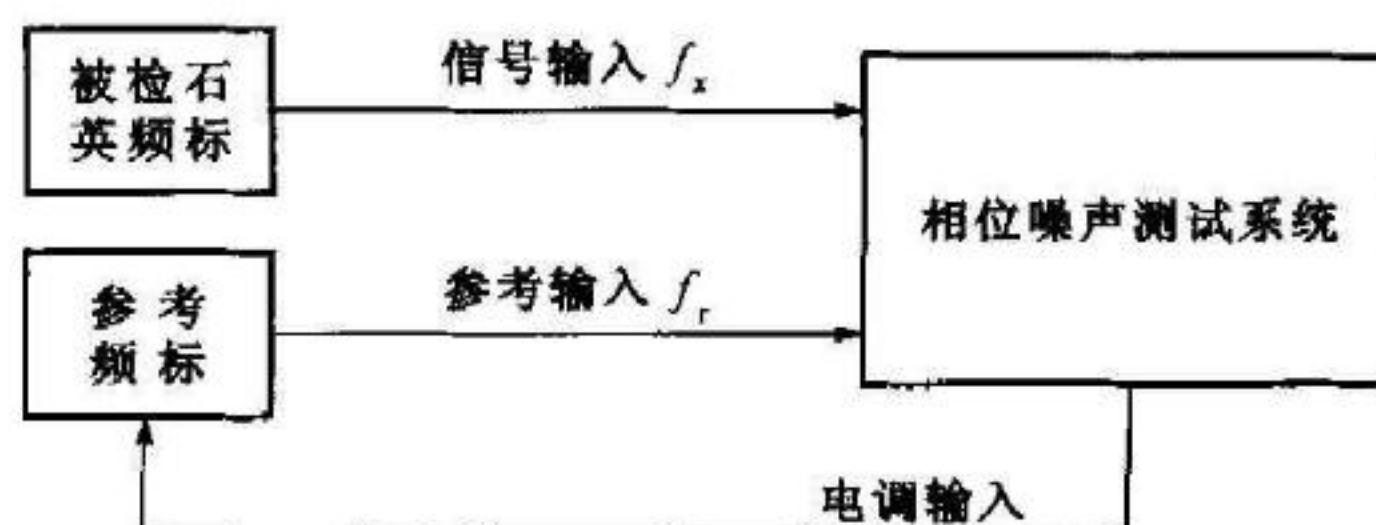 被检石
英频标
信号输入 fx
相位噪声测试系统
参考
频标
参考输入 fr
电调输入